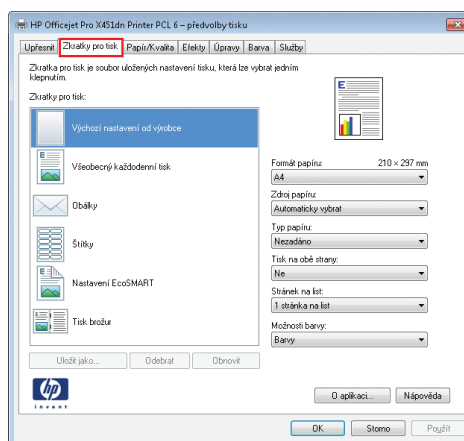 HP Officejet Pro X451dn Printer PCL 6 – předvolby tisku
Upřesnit Zkratky pro tisk Papír/Kvalita Efekty Úpravy Barva Služby
Zkratka pro tisk je soubor uložených nastavení tisku, která lze vybrat jedním
klepnutím.
Zkratky pro tisk:
Výchozí nastavení od výrobce
Všeobecný každodenní tisk
Obálky
Štítky
Nastavení EcoSMART
Tisk brožur
Uložit jako... Odebrat Obnovit
E
Formát papíru: 210 × 297 mm
A4
Zdroj papíru:
Automaticky vybrat
Typ papíru:
Nezadáno
Tisk na obě strany:
Ne
Stránek na list:
1 stránka na list
Možnosti barvy:
Barvy
hp
invent
O aplikaci... Nápověda
OK Storno Použít